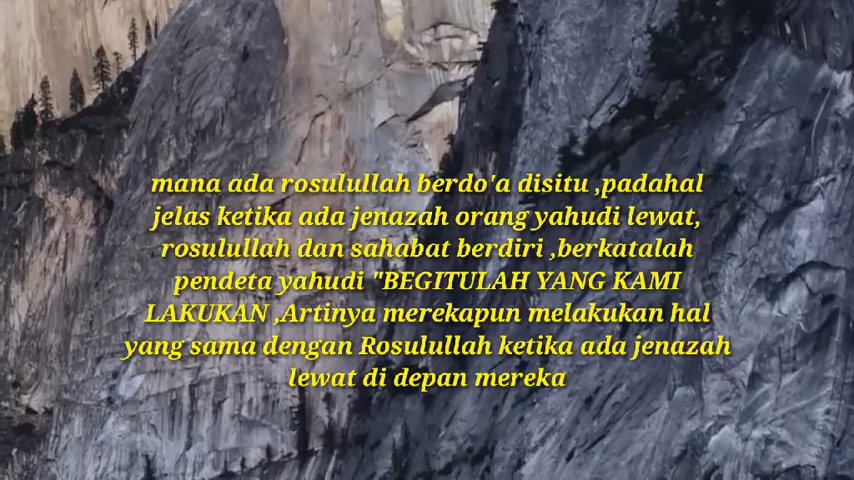 mana ada rosulullah berdo'a disitu ,padahal
jelas ketika ada jenazah orang yahudi lewat,
rosulullah dan sahabat berdiri ,berkatalah
pendeta yahudi "BEGITULAH YANG KAMI
LAKUKAN ,Artinya merekapun melakukan hal
yang sama dengan Rosulullah ketika ada jenazah
lewat di depan mereka